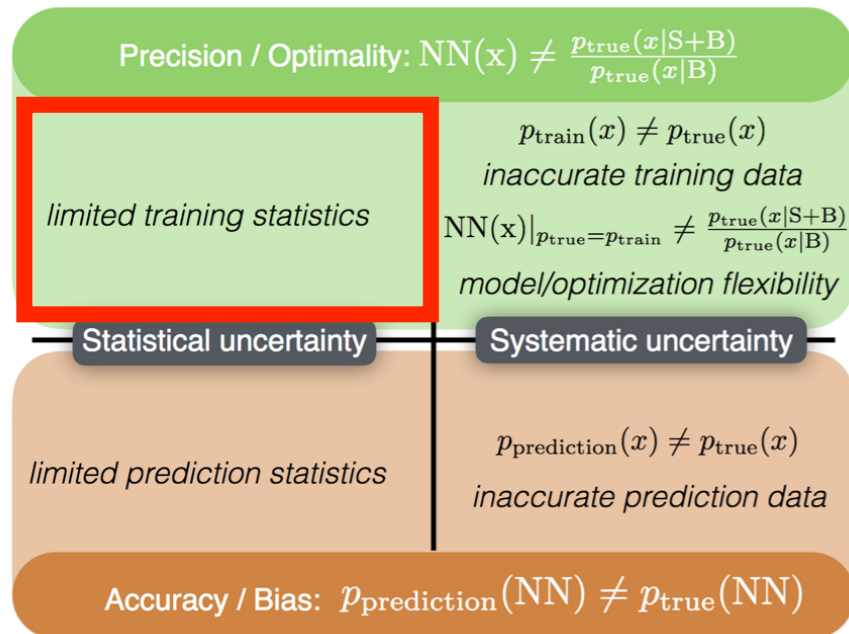 Precision / Optimality: NN(x) ≠ p_true(x|S+B) / p_true(x|B)
limited training statistics
p_train(x) ≠ p_true(x)
inaccurate training data
NN(x)|_{p_true=p_train} ≠ p_true(x|S+B) / p_true(x|B)
model/optimization flexibility
Statistical uncertainty
Systematic uncertainty
limited prediction statistics
p_prediction(x) ≠ p_true(x)
inaccurate prediction data
Accuracy / Bias: p_prediction(NN) ≠ p_true(NN)